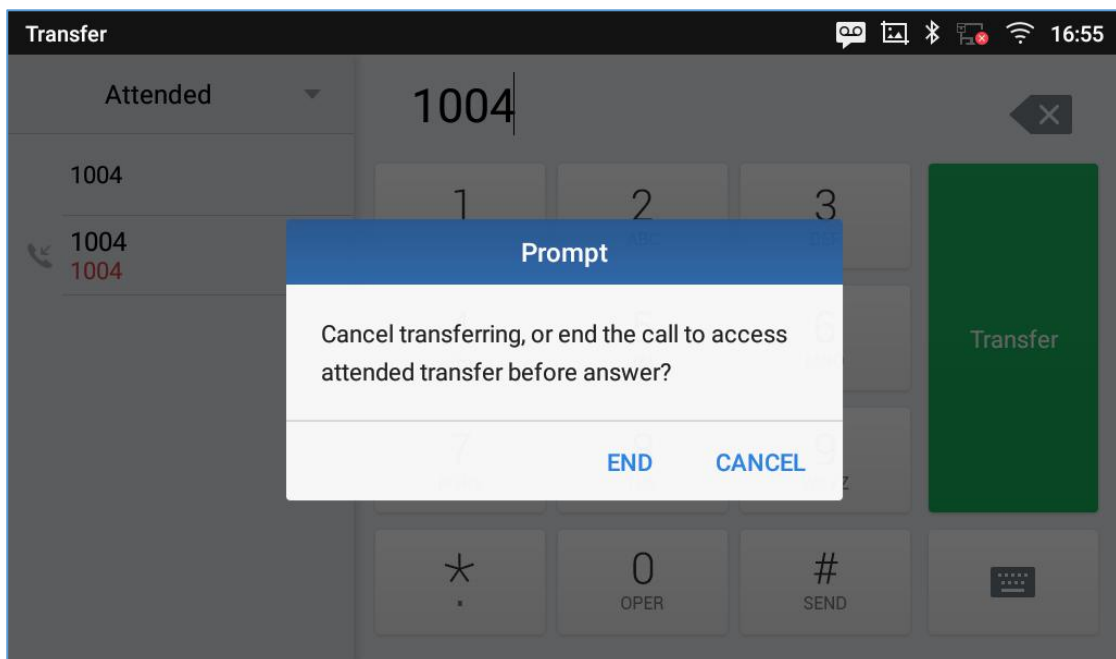 Transfer
16:55
Attended
1004
1004
1004
1004
1
2
3
Prompt
Cancel transferring, or end the call to access
attended transfer before answer?
END
CANCEL
Transfer
*
0
OPER
#
SEND